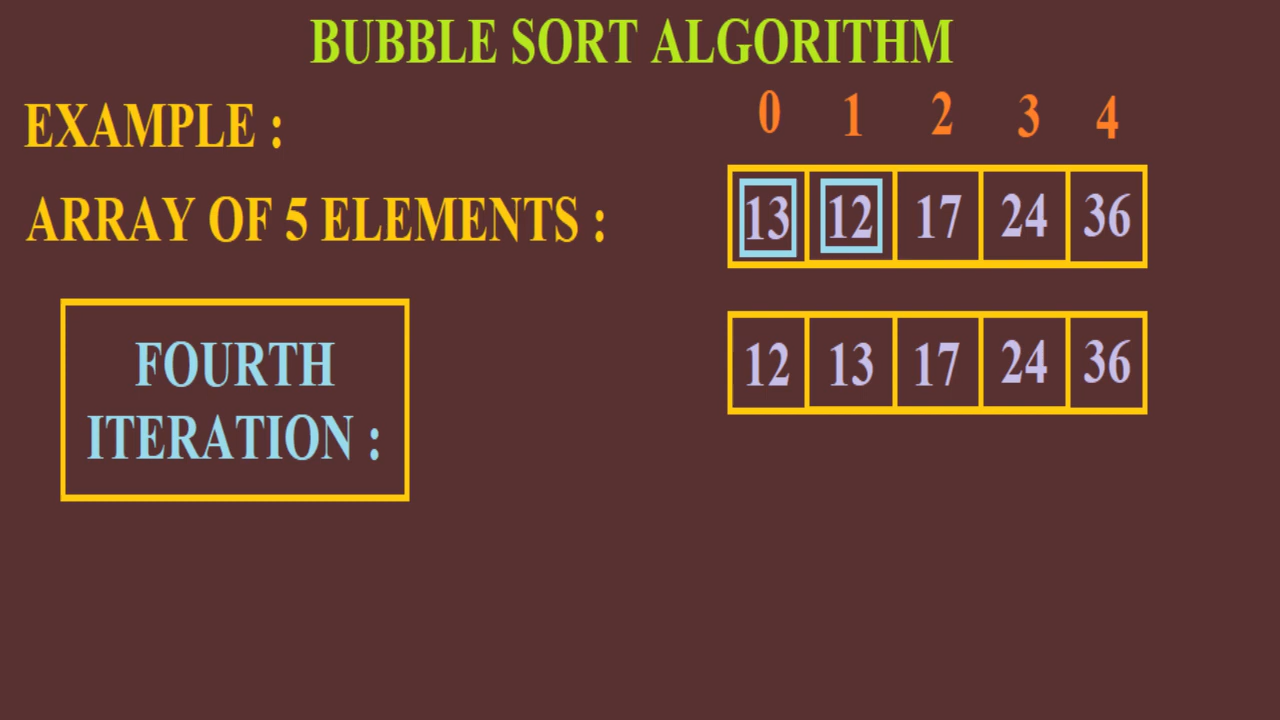 BUBBLE SORT ALGORITHM
EXAMPLE :
0 1 2 3 4
ARRAY OF 5 ELEMENTS :
13 12 17 24 36
FOURTH
ITERATION :
12 13 17 24 36